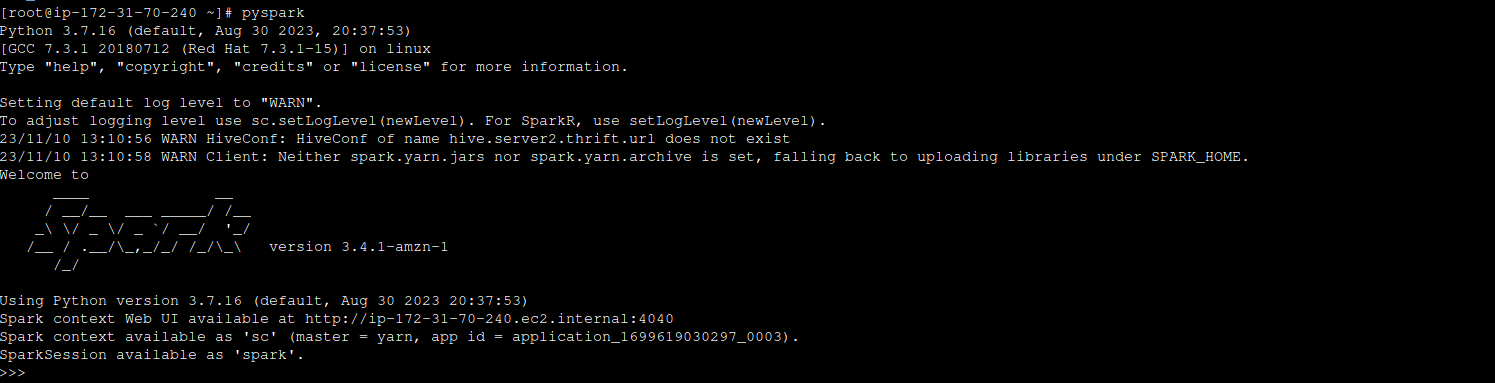 [root@ip-172-31-70-240 ~]# pyspark
Python 3.7.16 (default, Aug 30 2023, 20:37:53)
[GCC 7.3.1 20180712 (Red Hat 7.3.1-15)] on linux
Type "help", "copyright", "credits" or "license" for more information.
Setting default log level to "WARN".
To adjust logging level use sc.setLogLevel(newLevel). For SparkR, use setLogLevel(newLevel).
23/11/10 13:10:56 WARN HiveConf: HiveConf of name hive.server2.thrift.url does not exist
23/11/10 13:10:58 WARN Client: Neither spark.yarn.jars nor spark.yarn.archive is set, falling back to uploading libraries under SPARK_HOME.
Welcome to
      ____              __
     / __/__  ___ _____/ /__
    _\ \/ _ \/ _ `/ __/  '_/
   /__ / .__/\_,_/_/ /_/\_\   version 3.4.1-amzn-1
      /_/
Using Python version 3.7.16 (default, Aug 30 2023 20:37:53)
Spark context Web UI available at http://ip-172-31-70-240.ec2.internal:4040
Spark context available as 'sc' (master = yarn, app id = application_1699619030297_0003).
SparkSession available as 'spark'.
>>>